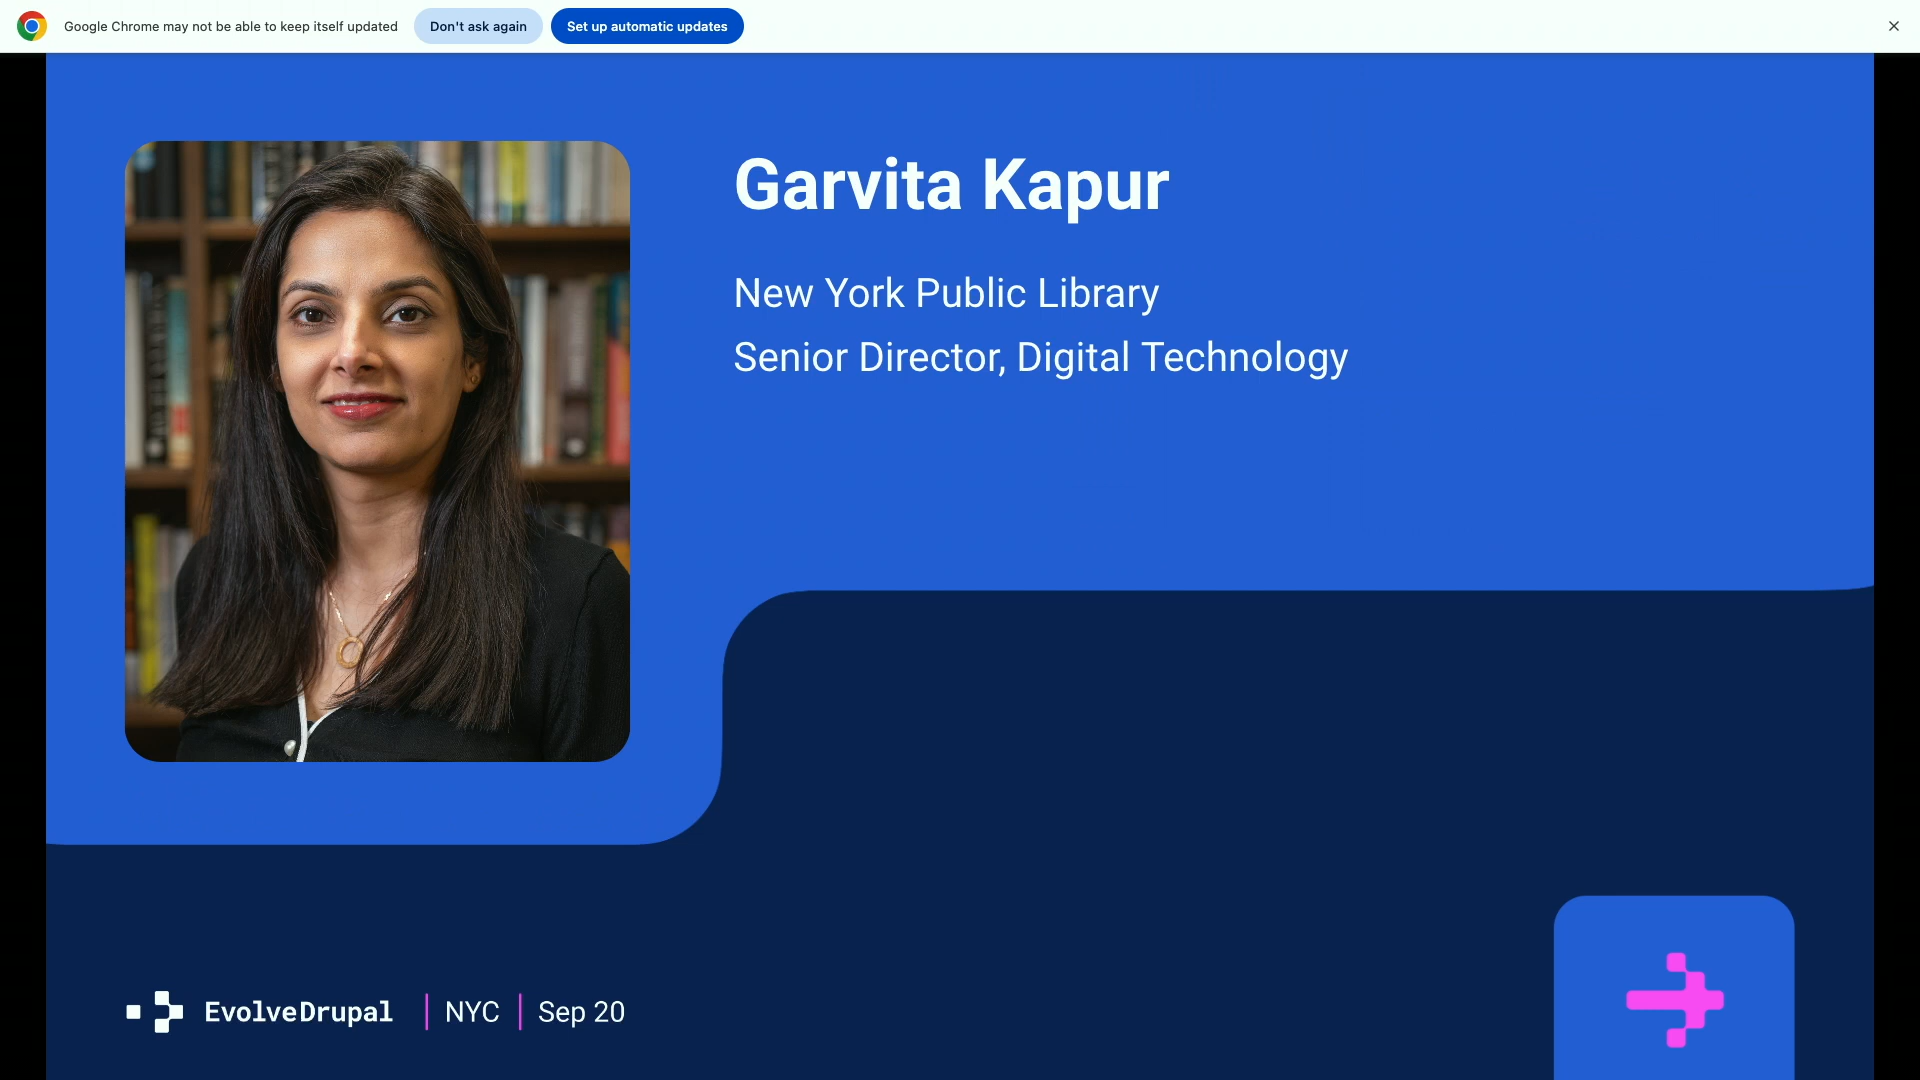 Google Chrome may not be able to keep itself updated
Don't ask again
Set up automatic updates
Garvita Kapur
New York Public Library
Senior Director, Digital Technology
EvolveDrupal | NYC | Sep 20